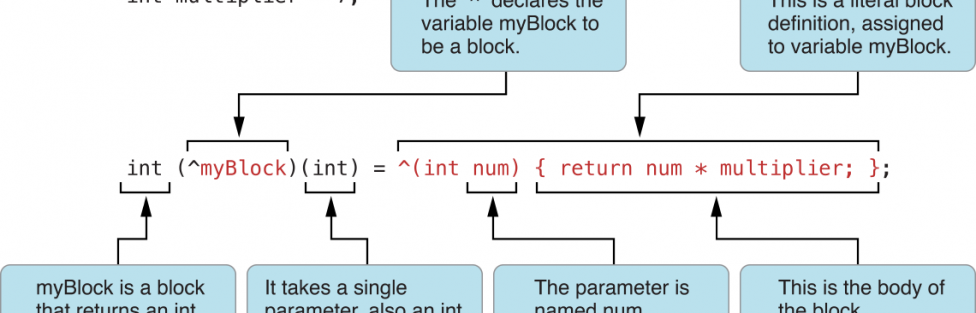 int multiplier = 7;
The "^" declares the
variable myBlock to
be a block.
This is a literal block
definition, assigned
to variable myBlock.
int (^myBlock)(int) = ^(int num) { return num * multiplier; };
myBlock is a block
that returns an int
It takes a single
parameter, also an int
The parameter is
named num
This is the body of
the block